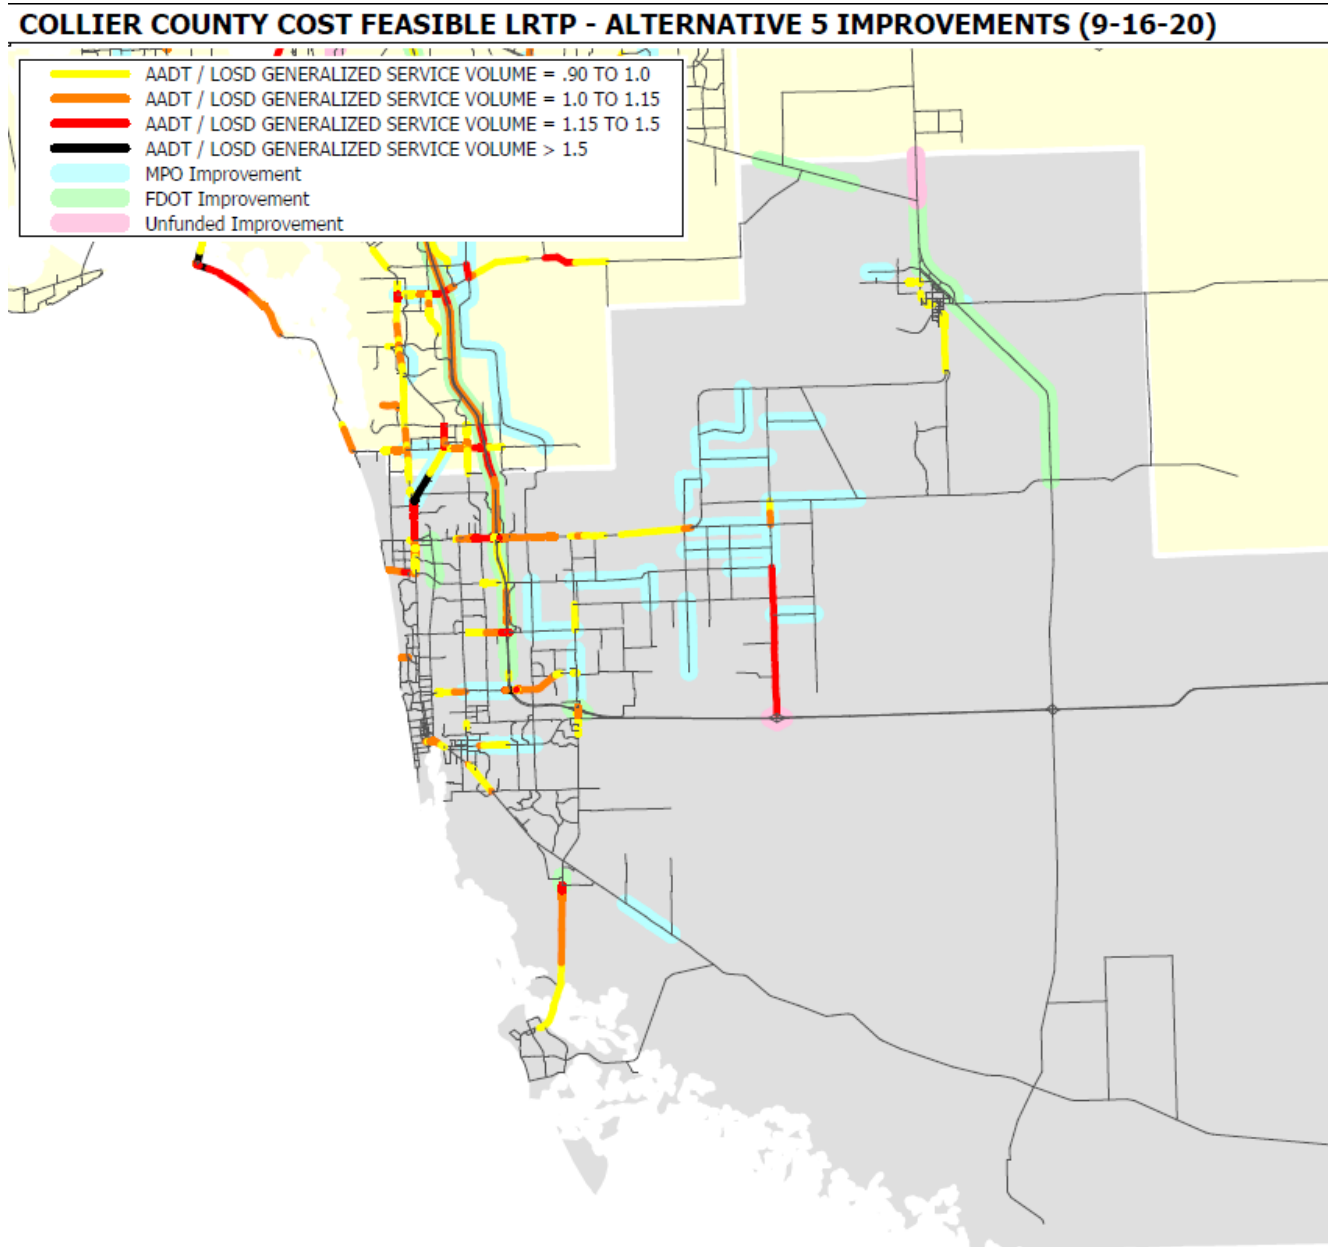 COLLIER COUNTY COST FEASIBLE LRTP - ALTERNATIVE 5 IMPROVEMENTS (9-16-20)
AADT / LOSD GENERALIZED SERVICE VOLUME = .90 TO 1.0
AADT / LOSD GENERALIZED SERVICE VOLUME = 1.0 TO 1.15
AADT / LOSD GENERALIZED SERVICE VOLUME = 1.15 TO 1.5
AADT / LOSD GENERALIZED SERVICE VOLUME > 1.5
MPO Improvement
FDOT Improvement
Unfunded Improvement